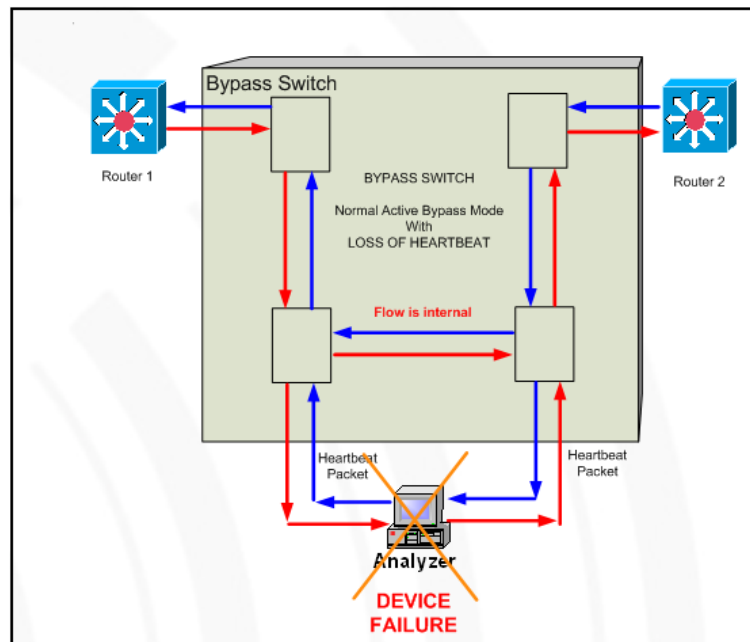 Bypass Switch
Router 1
Router 2
BYPASS SWITCH
Normal Active Bypass Mode
With
LOSS OF HEARTBEAT
Flow is internal
Heartbeat
Packet
Heartbeat
Packet
Analyzer
DEVICE
FAILURE